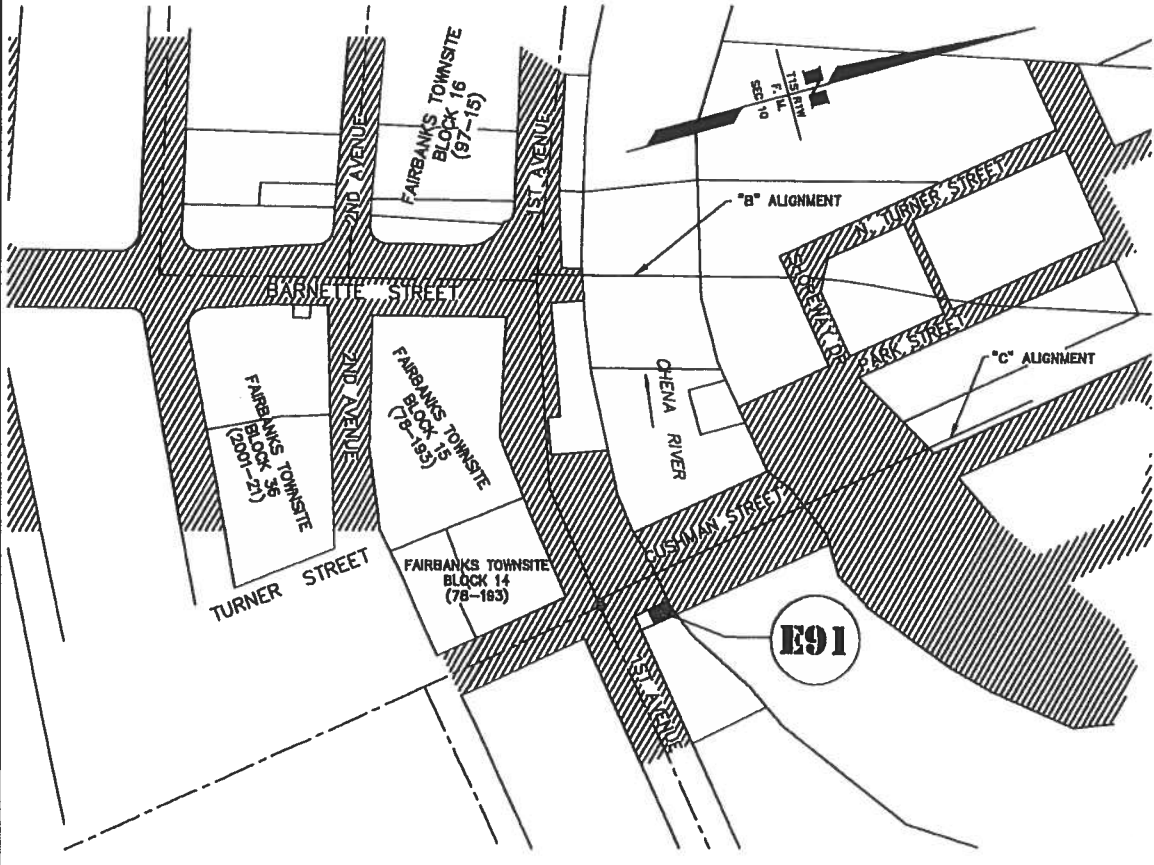 FAIRBANKS TOWNSITE
BLOCK 16
(97-15)
2ND AVENUE
1ST AVENUE
T1S R1W
F. M.
SEC 10
N
"B" ALIGNMENT
N. TURNER STREET
SHOREWAY DR
PARK STREET
"C" ALIGNMENT
BARNETTE STREET
2ND AVENUE
FAIRBANKS TOWNSITE
BLOCK 36
(2001-21)
FAIRBANKS TOWNSITE
BLOCK 15
(78-193)
CHENA RIVER
CUSHMAN STREET
FAIRBANKS TOWNSITE
BLOCK 14
(78-193)
TURNER STREET
E91
1ST AVENUE